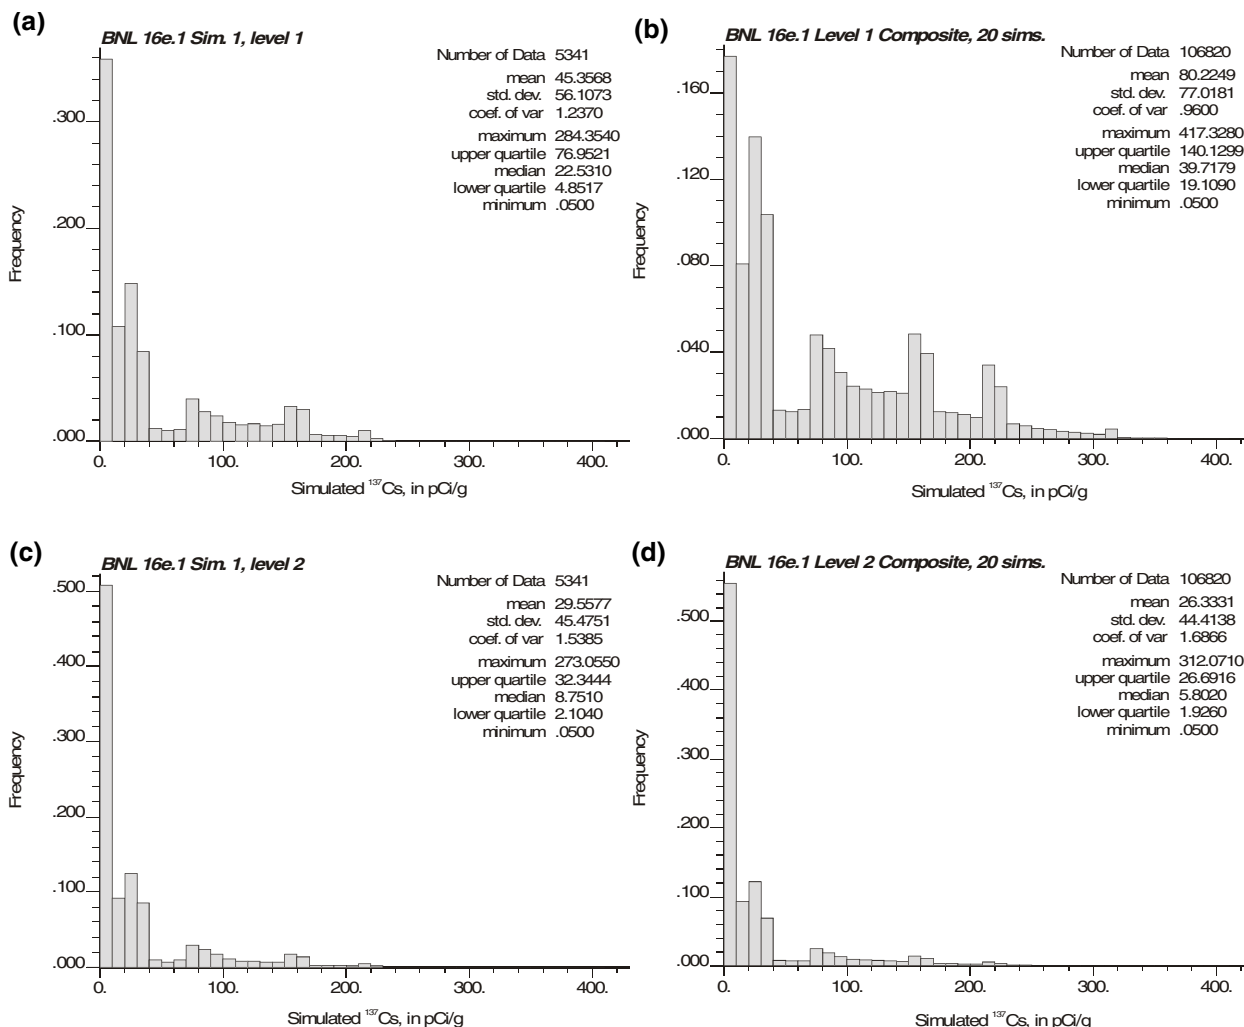 (a)
BNL 16e.1 Sim. 1, level 1
Number of Data 5341
mean 45.3568
std. dev. 56.1073
coef. of var 1.2370
maximum 284.3540
upper quartile 76.9521
median 22.5310
lower quartile 4.8517
minimum .0500
Frequency
.300
.200
.100
.000
0. 100. 200. 300. 400.
Simulated ¹³⁷Cs, in pCi/g
(b)
BNL 16e.1 Level 1 Composite, 20 sims.
Number of Data 106820
mean 80.2249
std. dev. 77.0181
coef. of var .9600
maximum 417.3280
upper quartile 140.1299
median 39.7179
lower quartile 19.1090
minimum .0500
Frequency
.160
.120
.080
.040
.000
0. 100. 200. 300. 400.
Simulated ¹³⁷Cs, in pCi/g
(c)
BNL 16e.1 Sim. 1, level 2
Number of Data 5341
mean 29.5577
std. dev. 45.4751
coef. of var 1.5385
maximum 273.0550
upper quartile 32.3444
median 8.7510
lower quartile 2.1040
minimum .0500
Frequency
.500
.400
.300
.200
.100
.000
0. 100. 200. 300. 400.
Simulated ¹³⁷Cs, in pCi/g
(d)
BNL 16e.1 Level 2 Composite, 20 sims.
Number of Data 106820
mean 26.3331
std. dev. 44.4138
coef. of var 1.6866
maximum 312.0710
upper quartile 26.6916
median 5.8020
lower quartile 1.9260
minimum .0500
Frequency
.500
.400
.300
.200
.100
.000
0. 100. 200. 300. 400.
Simulated ¹³⁷Cs, in pCi/g